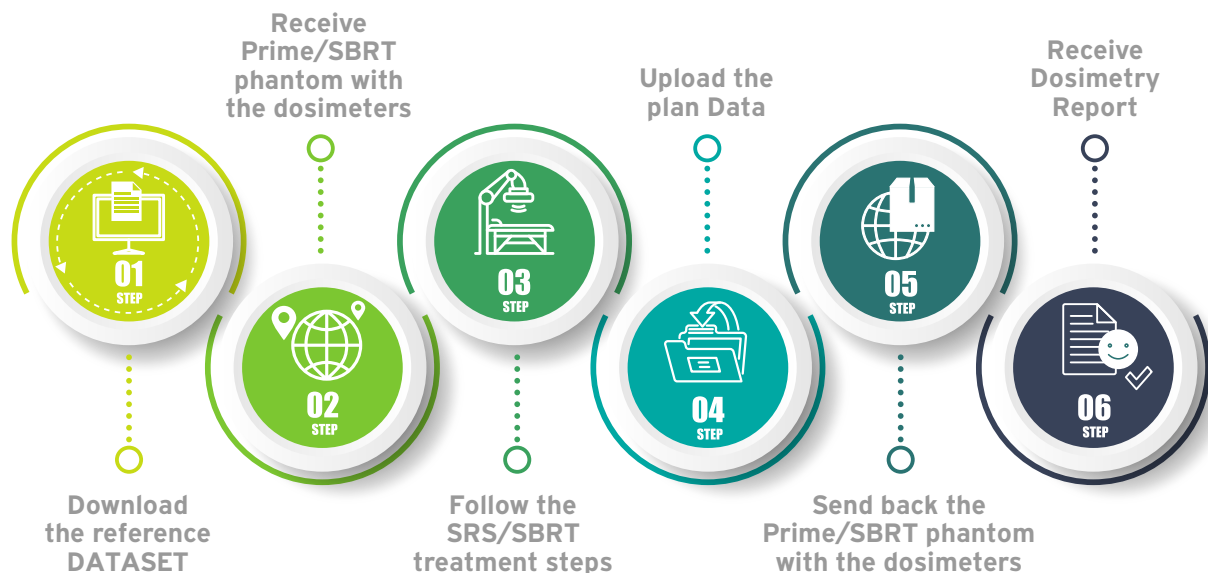 01
STEP
Download
the reference
DATASET
Receive
Prime/SBRT
phantom with
the dosimeters
02
STEP
03
STEP
Follow the
SRS/SBRT
treatment steps
Upload the
plan Data
04
STEP
05
STEP
Send back the
Prime/SBRT phantom
with the dosimeters
Receive
Dosimetry
Report
06
STEP